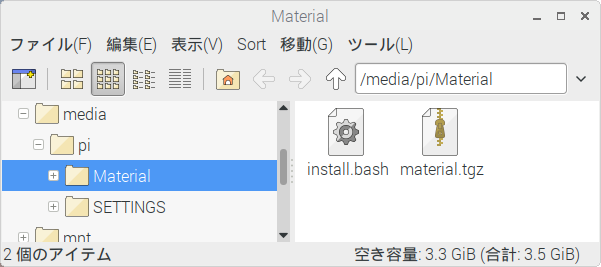 Material
ファイル(F) 編集(E) 表示(V) Sort 移動(G) ツール(L)
/media/pi/Material
media
pi
Material
SETTINGS
mnt
install.bash material.tgz
2 個のアイテム 空き容量: 3.3 GiB (合計: 3.5 GiB)